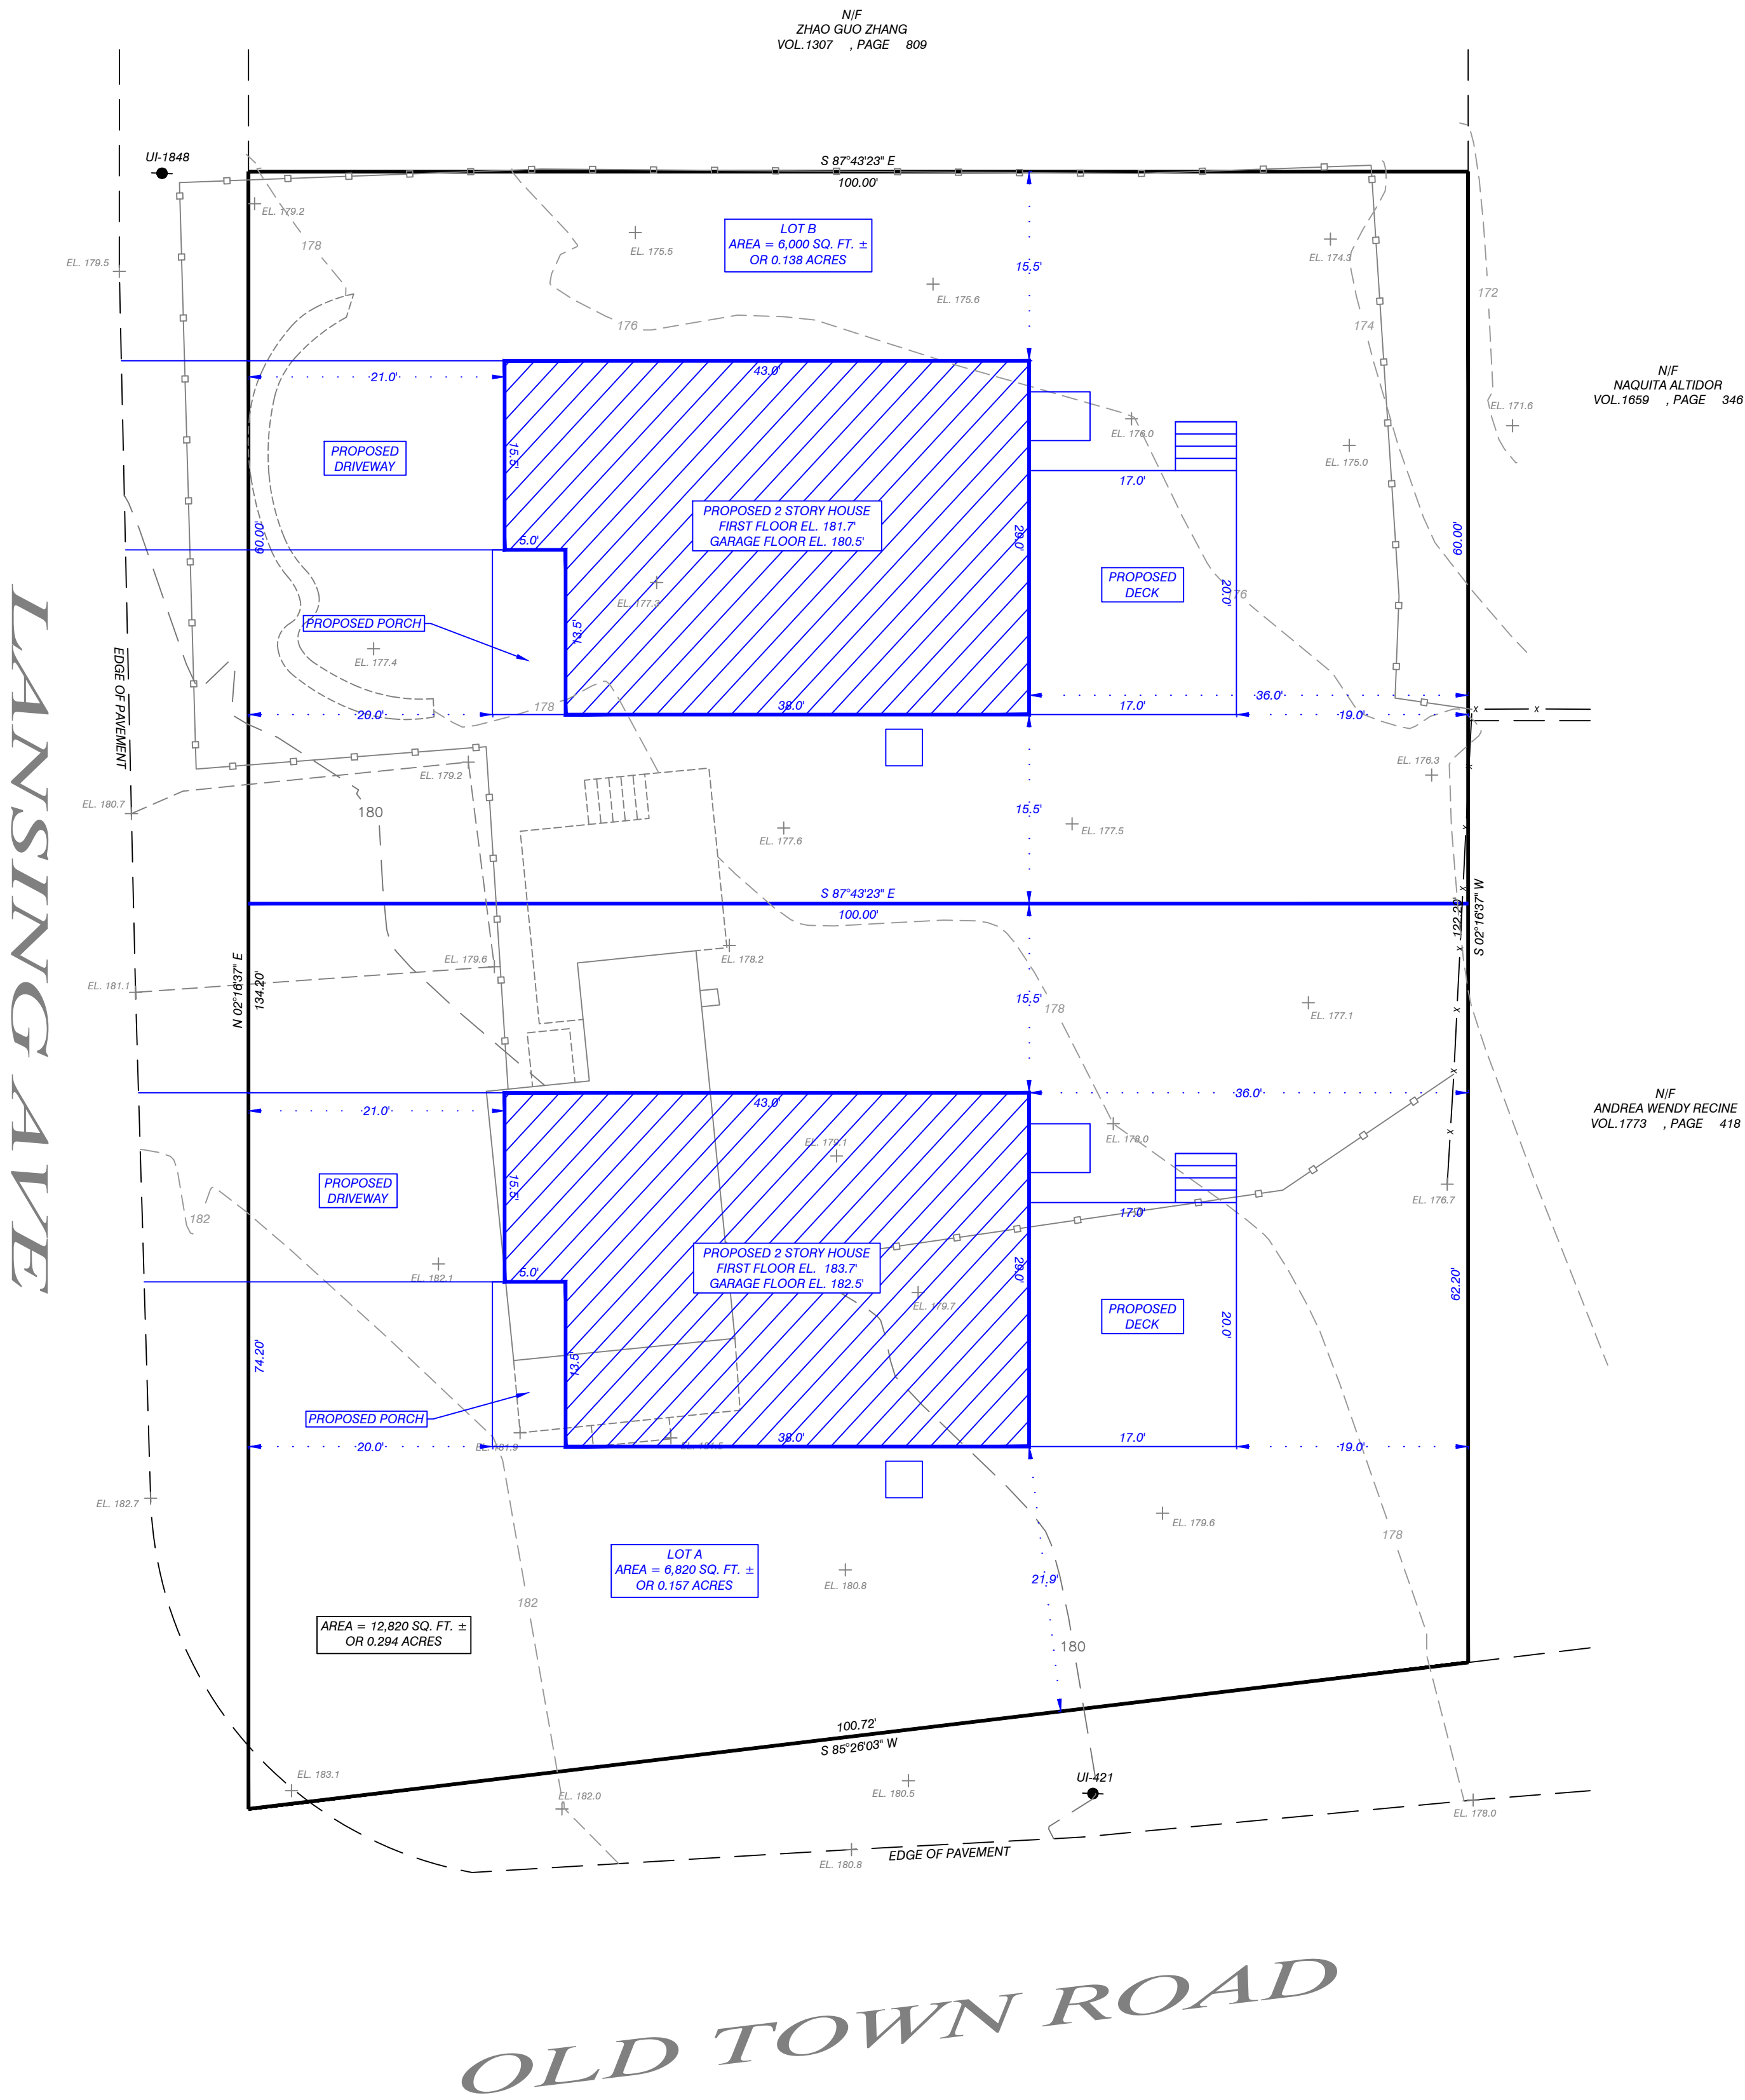 N/F
ZHAO GUO ZHANG
VOL.1307 , PAGE 809
UI-1848
S 87°43'23" E
100.00'
EL. 179.2
178
EL. 179.5
EL. 175.5
LOT B
AREA = 6,000 SQ. FT. ±
OR 0.138 ACRES
EL. 175.6
15.5'
EL. 174.3
172
176
174
21.0'
43.0'
N/F
NAQUITA ALTIDOR
VOL.1659 , PAGE 346
EL. 171.6
EL. 176.0
EL. 175.0
PROPOSED
DRIVEWAY
15.5'
17.0'
PROPOSED 2 STORY HOUSE
FIRST FLOOR EL. 181.7'
GARAGE FLOOR EL. 180.5'
60.00'
5.0'
29.0'
60.00'
PROPOSED
DECK
20.0'
76
EL. 177.3
PROPOSED PORCH
13.5'
EL. 177.4
EDGE OF PAVEMENT
LANSING AVE
20.0'
178
38.0'
17.0'
36.0'
19.0'
x
x
EL. 179.2
EL. 176.3
x
EL. 180.7
180
15.5'
EL. 177.6
EL. 177.5
x
S 87°43'23" E
100.00'
x
122.20'
S 02°16'37" W
EL. 179.6
EL. 178.2
x
EL. 181.1
N 02°16'37" E
134.20'
15.5'
178
EL. 177.1
x
x
21.0'
43.0'
36.0'
N/F
ANDREA WENDY RECINE
VOL.1773 , PAGE 418
EL. 179.1
EL. 178.0
x
PROPOSED
DRIVEWAY
15.5'
EL. 176.7
182
17.0'
PROPOSED 2 STORY HOUSE
FIRST FLOOR EL. 183.7'
GARAGE FLOOR EL. 182.5'
EL. 182.1
5.0'
29.0'
62.20'
EL. 179.7
PROPOSED
DECK
20.0'
74.20'
13.5'
PROPOSED PORCH
20.0'
EL. 181.9
38.0'
17.0'
19.0'
EL. 182.7
EL. 179.6
178
LOT A
AREA = 6,820 SQ. FT. ±
OR 0.157 ACRES
EL. 180.8
21.9'
182
AREA = 12,820 SQ. FT. ±
OR 0.294 ACRES
180
100.72'
S 85°26'03" W
EL. 183.1
UI-421
EL. 182.0
EL. 180.5
EL. 178.0
EDGE OF PAVEMENT
EL. 180.8
OLD TOWN ROAD